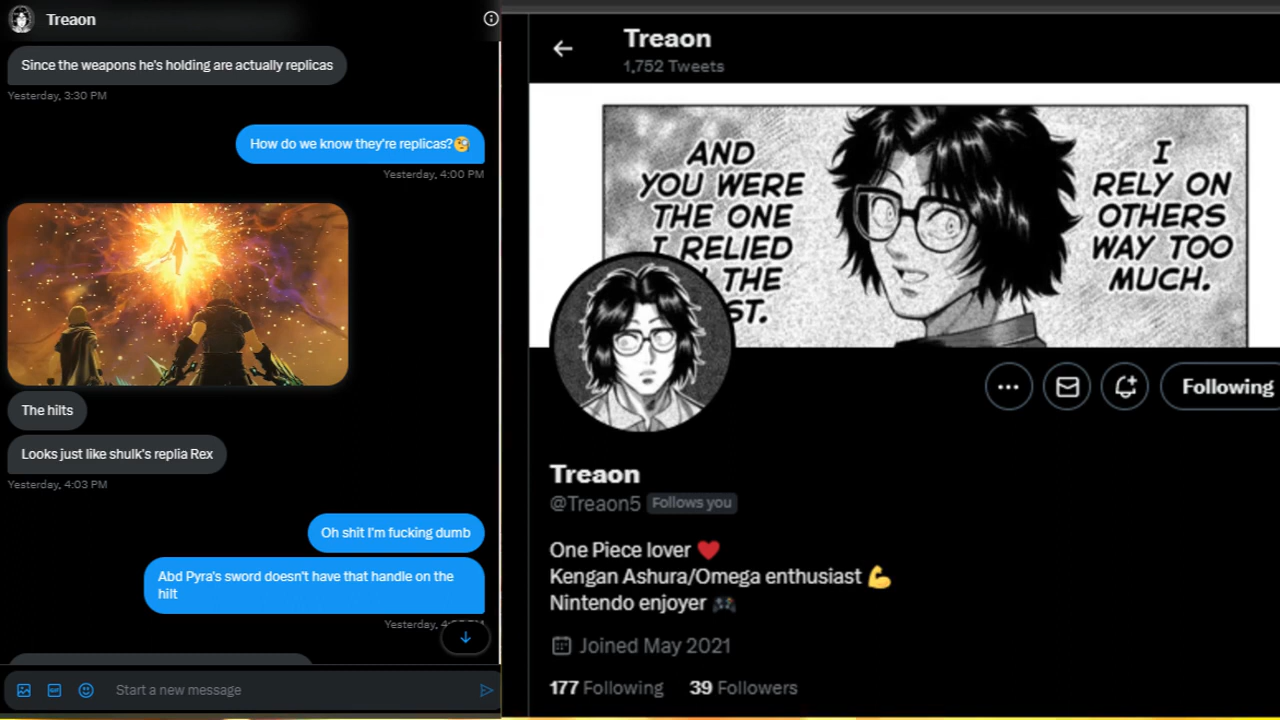 Treaon
Since the weapons he's holding are actually replicas
Yesterday, 3:30 PM
How do we know they're replicas?🧐
Yesterday, 4:00 PM
The hilts
Looks just like shulk's replia Rex
Yesterday, 4:03 PM
Oh shit I'm fucking dumb
Abd Pyra's sword doesn't have that handle on the
hilt
Yesterday,
GIF
Start a new message
Treaon
1,752 Tweets
AND
YOU WERE
THE ONE
I RELIED
THE
ST.
I
RELY ON
OTHERS
WAY TOO
MUCH.
Following
Treaon
@Treaon5 Follows you
One Piece lover ❤️
Kengan Ashura/Omega enthusiast 💪
Nintendo enjoyer 🎮
Joined May 2021
177 Following 39 Followers